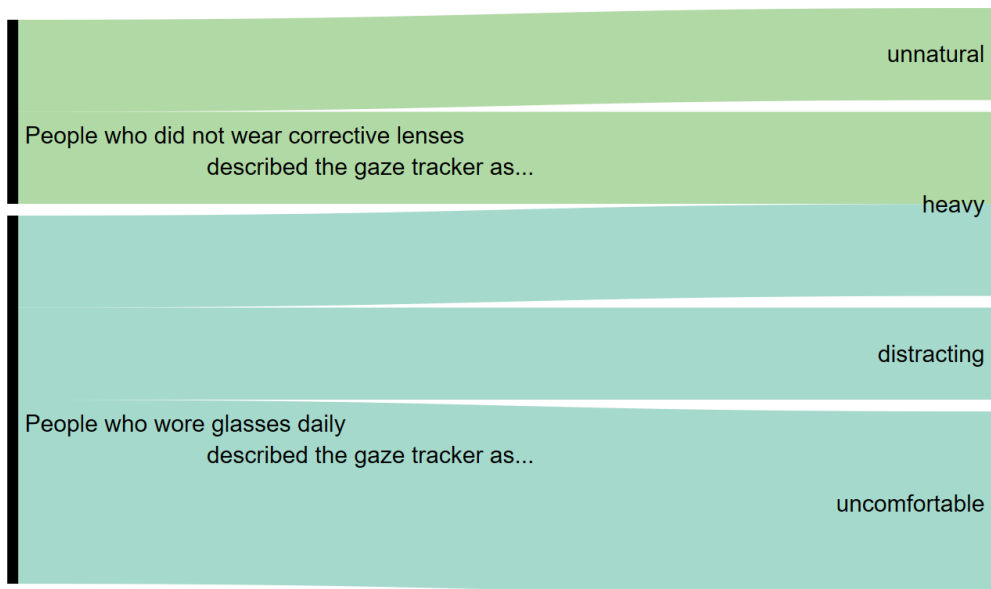 unnatural
People who did not wear corrective lenses
described the gaze tracker as...
heavy
distracting
People who wore glasses daily
described the gaze tracker as...
uncomfortable